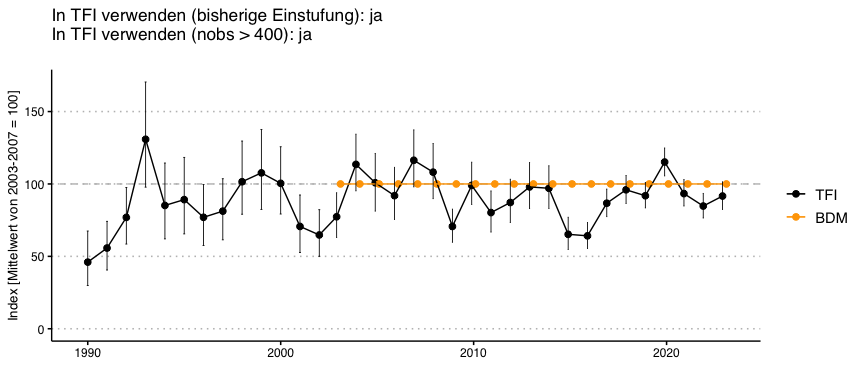 In TFI verwenden (bisherige Einstufung): ja
In TFI verwenden (nobs > 400): ja
Index [Mittelwert von 2003-2007 = 100]
150
100
50
0
1990
2000
2010
2020
TFI
BDM